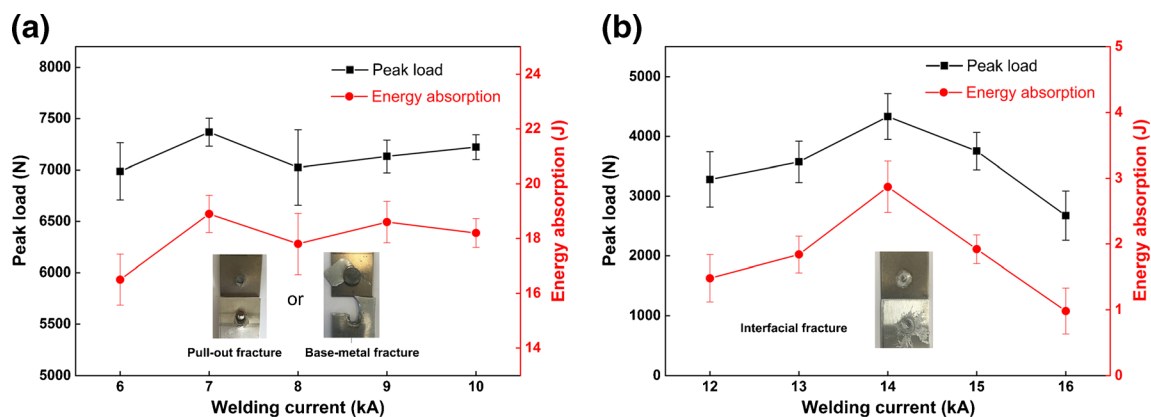 (a)
8000
7500
7000
6500
6000
5500
5000
Peak load (N)
Peak load
Energy absorption
24
22
20
18
16
14
Energy absorption (J)
or
Pull-out fracture
Base-metal fracture
6 7 8 9 10
Welding current (kA)
(b)
5000
4000
3000
2000
1000
0
Peak load (N)
Peak load
Energy absorption
5
4
3
2
1
0
Energy absorption (J)
Interfacial fracture
12 13 14 15 16
Welding current (kA)